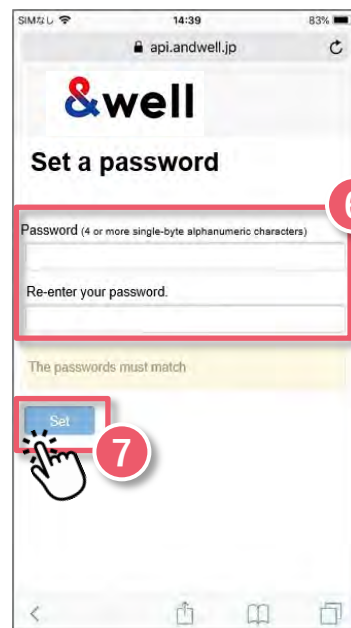 SIMなし 14:39 83%
api.andwell.jp
&well
Set a password
6
Password (4 or more single-byte alphanumeric characters)
Re-enter your password.
The passwords must match
Set
7